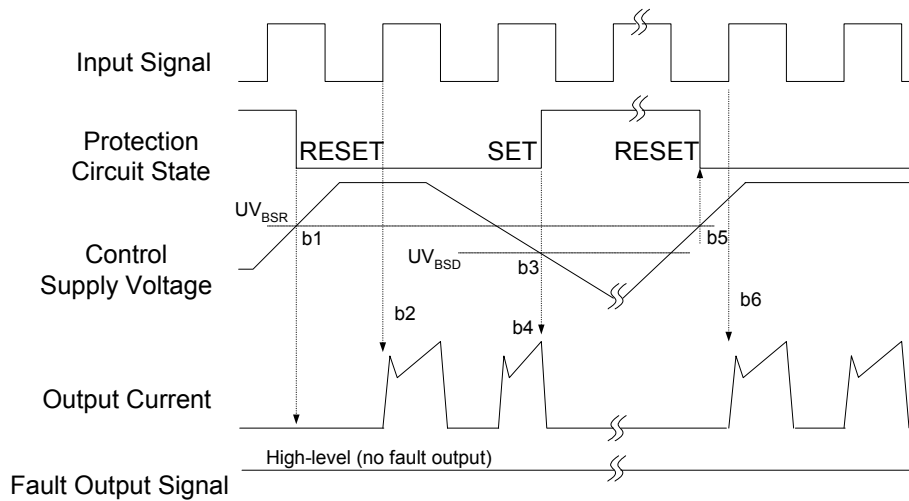 Input Signal
Protection
Circuit State
RESET
SET
RESET
UVBSR
b1
b5
Control
Supply Voltage
UVBSD
b3
b2
b4
b6
Output Current
High-level (no fault output)
Fault Output Signal